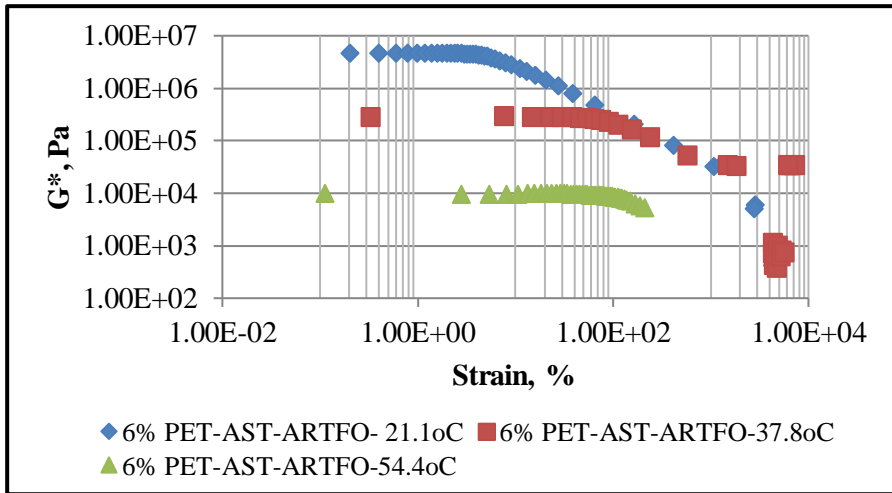 1.00E+07
1.00E+06
1.00E+05
1.00E+04
1.00E+03
1.00E+02
G*, Pa
1.00E-02 1.00E+00 1.00E+02 1.00E+04
Strain, %
6% PET-AST-ARTFO- 21.1oC 6% PET-AST-ARTFO-37.8oC
6% PET-AST-ARTFO-54.4oC